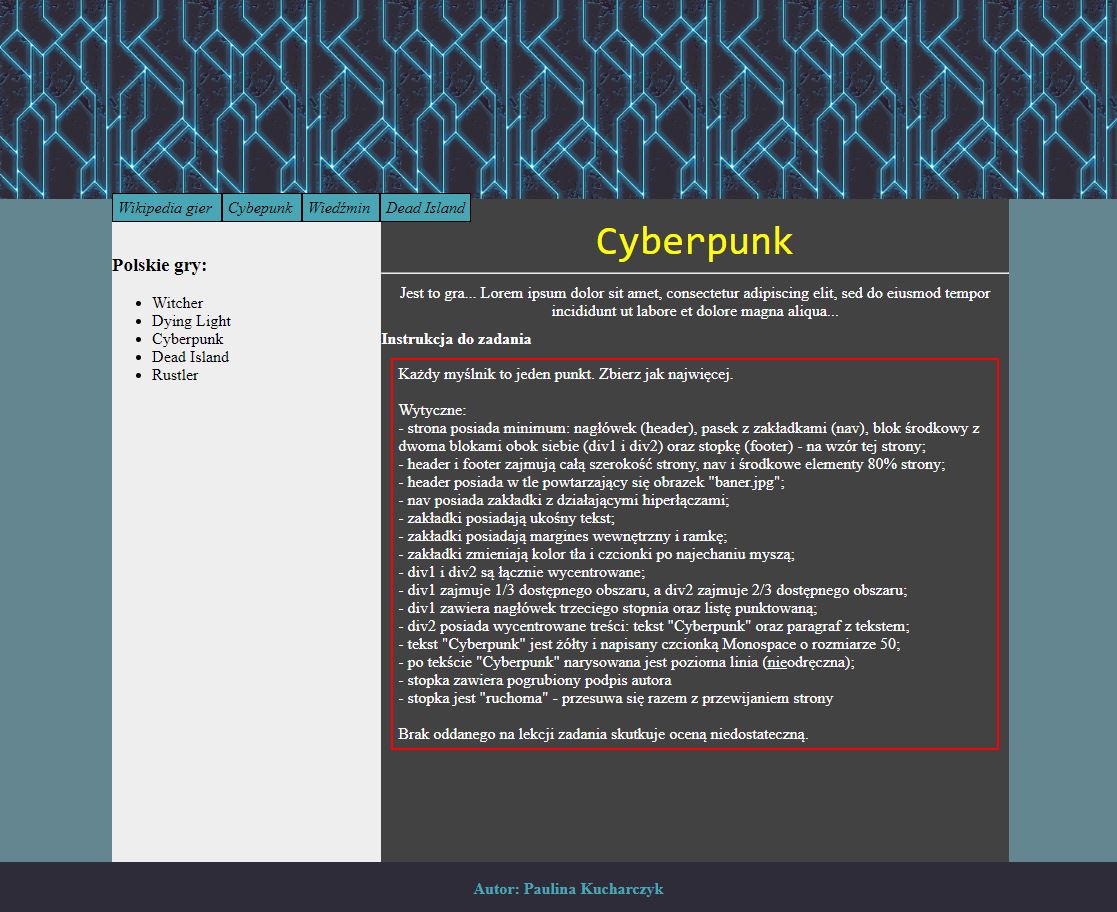 Wikipedia gier Cybepunk Wiedźmin Dead Island
Polskie gry:
Witcher
Dying Light
Cyberpunk
Dead Island
Rustler
Cyberpunk
Jest to gra... Lorem ipsum dolor sit amet, consectetur adipiscing elit, sed do eiusmod tempor
incididunt ut labore et dolore magna aliqua...
Instrukcja do zadania
Każdy myślnik to jeden punkt. Zbierz jak najwięcej.
Wytyczne:
- strona posiada minimum: nagłówek (header), pasek z zakładkami (nav), blok środkowy z
dwoma blokami obok siebie (div1 i div2) oraz stopkę (footer) - na wzór tej strony;
- header i footer zajmują całą szerokość strony, nav i środkowe elementy 80% strony;
- header posiada w tle powtarzający się obrazek "baner.jpg";
- nav posiada zakładki z działającymi hiperłączami;
- zakładki posiadają ukośny tekst;
- zakładki posiadają margines wewnętrzny i ramkę;
- zakładki zmieniają kolor tła i czcionki po najechaniu myszą;
- div1 i div2 są łącznie wycentrowane;
- div1 zajmuje 1/3 dostępnego obszaru, a div2 zajmuje 2/3 dostępnego obszaru;
- div1 zawiera nagłówek trzeciego stopnia oraz listę punktowaną;
- div2 posiada wycentrowane treści: tekst "Cyberpunk" oraz paragraf z tekstem;
- tekst "Cyberpunk" jest żółty i napisany czcionką Monospace o rozmiarze 50;
- po tekście "Cyberpunk" narysowana jest pozioma linia (nieodręczna);
- stopka zawiera pogrubiony podpis autora
- stopka jest "ruchoma" - przesuwa się razem z przewijaniem strony
Brak oddanego na lekcji zadania skutkuje oceną niedostateczną.
Autor: Paulina Kucharczyk